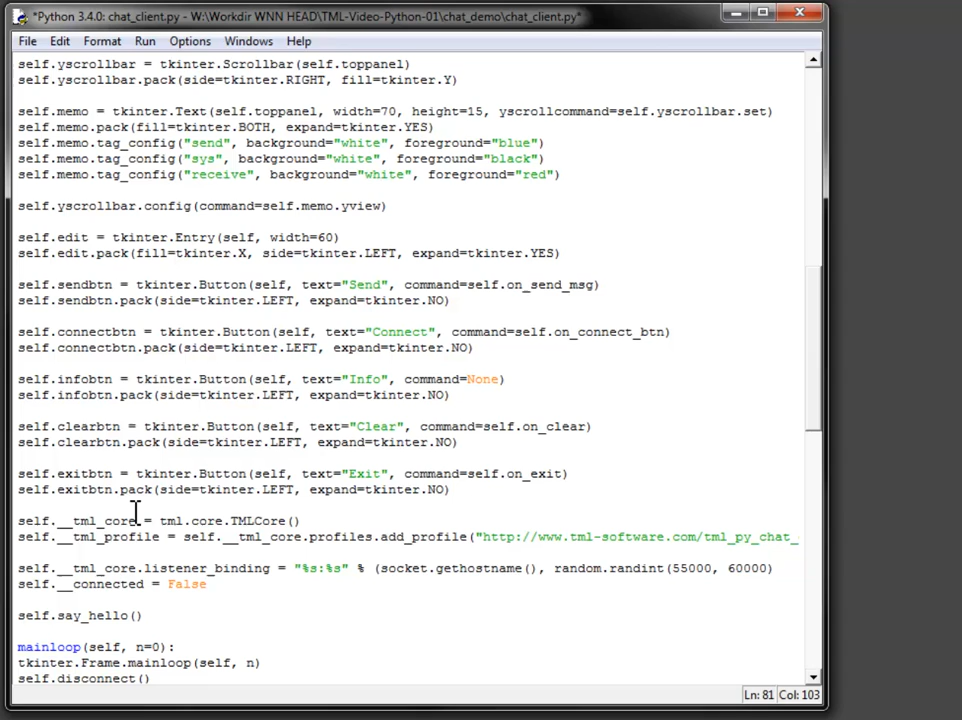 *Python 3.4.0: chat_client.py - W:\Workdir WNN HEAD\TML-Video-Python-01\chat_demo\chat_client.py*
File Edit Format Run Options Windows Help
self.yscrollbar = tkinter.Scrollbar(self.toppanel)
self.yscrollbar.pack(side=tkinter.RIGHT, fill=tkinter.Y)
self.memo = tkinter.Text(self.toppanel, width=70, height=15, yscrollcommand=self.yscrollbar.set)
self.memo.pack(fill=tkinter.BOTH, expand=tkinter.YES)
self.memo.tag_config("send", background="white", foreground="blue")
self.memo.tag_config("sys", background="white", foreground="black")
self.memo.tag_config("receive", background="white", foreground="red")
self.yscrollbar.config(command=self.memo.yview)
self.edit = tkinter.Entry(self, width=60)
self.edit.pack(fill=tkinter.X, side=tkinter.LEFT, expand=tkinter.YES)
self.sendbtn = tkinter.Button(self, text="Send", command=self.on_send_msg)
self.sendbtn.pack(side=tkinter.LEFT, expand=tkinter.NO)
self.connectbtn = tkinter.Button(self, text="Connect", command=self.on_connect_btn)
self.connectbtn.pack(side=tkinter.LEFT, expand=tkinter.NO)
self.infobtn = tkinter.Button(self, text="Info", command=None)
self.infobtn.pack(side=tkinter.LEFT, expand=tkinter.NO)
self.clearbtn = tkinter.Button(self, text="Clear", command=self.on_clear)
self.clearbtn.pack(side=tkinter.LEFT, expand=tkinter.NO)
self.exitbtn = tkinter.Button(self, text="Exit", command=self.on_exit)
self.exitbtn.pack(side=tkinter.LEFT, expand=tkinter.NO)
self.__tml_core = tml.core.TMLCore()
self.__tml_profile = self.__tml_core.profiles.add_profile("http://www.tml-software.com/tml_py_chat_
self.__tml_core.listener_binding = "%s:%s" % (socket.gethostname(), random.randint(55000, 60000)
self.__connected = False
self.say_hello()
mainloop(self, n=0):
tkinter.Frame.mainloop(self, n)
self.disconnect()
Ln: 81 Col: 103